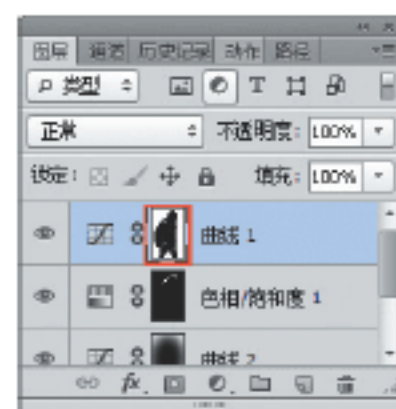 图层 通道 历史记录 动作 路径
类型
正常 不透明度: 100%
锁定: 填充: 100%
曲线 1
色相/饱和度 1
曲线 2
fx